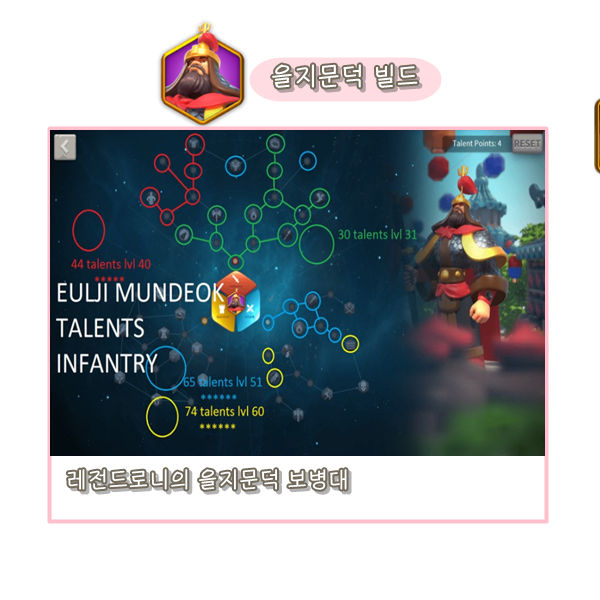 을지문덕 빌드
Talent Points: 4
RESET
30 talents lvl 31
44 talents lvl 40
*****
EULJI MUNDEOK
TALENTS
INFANTRY
65 talents lvl 51
******
74 talents lvl 60
******
레전드로니의 을지문덕 보병대